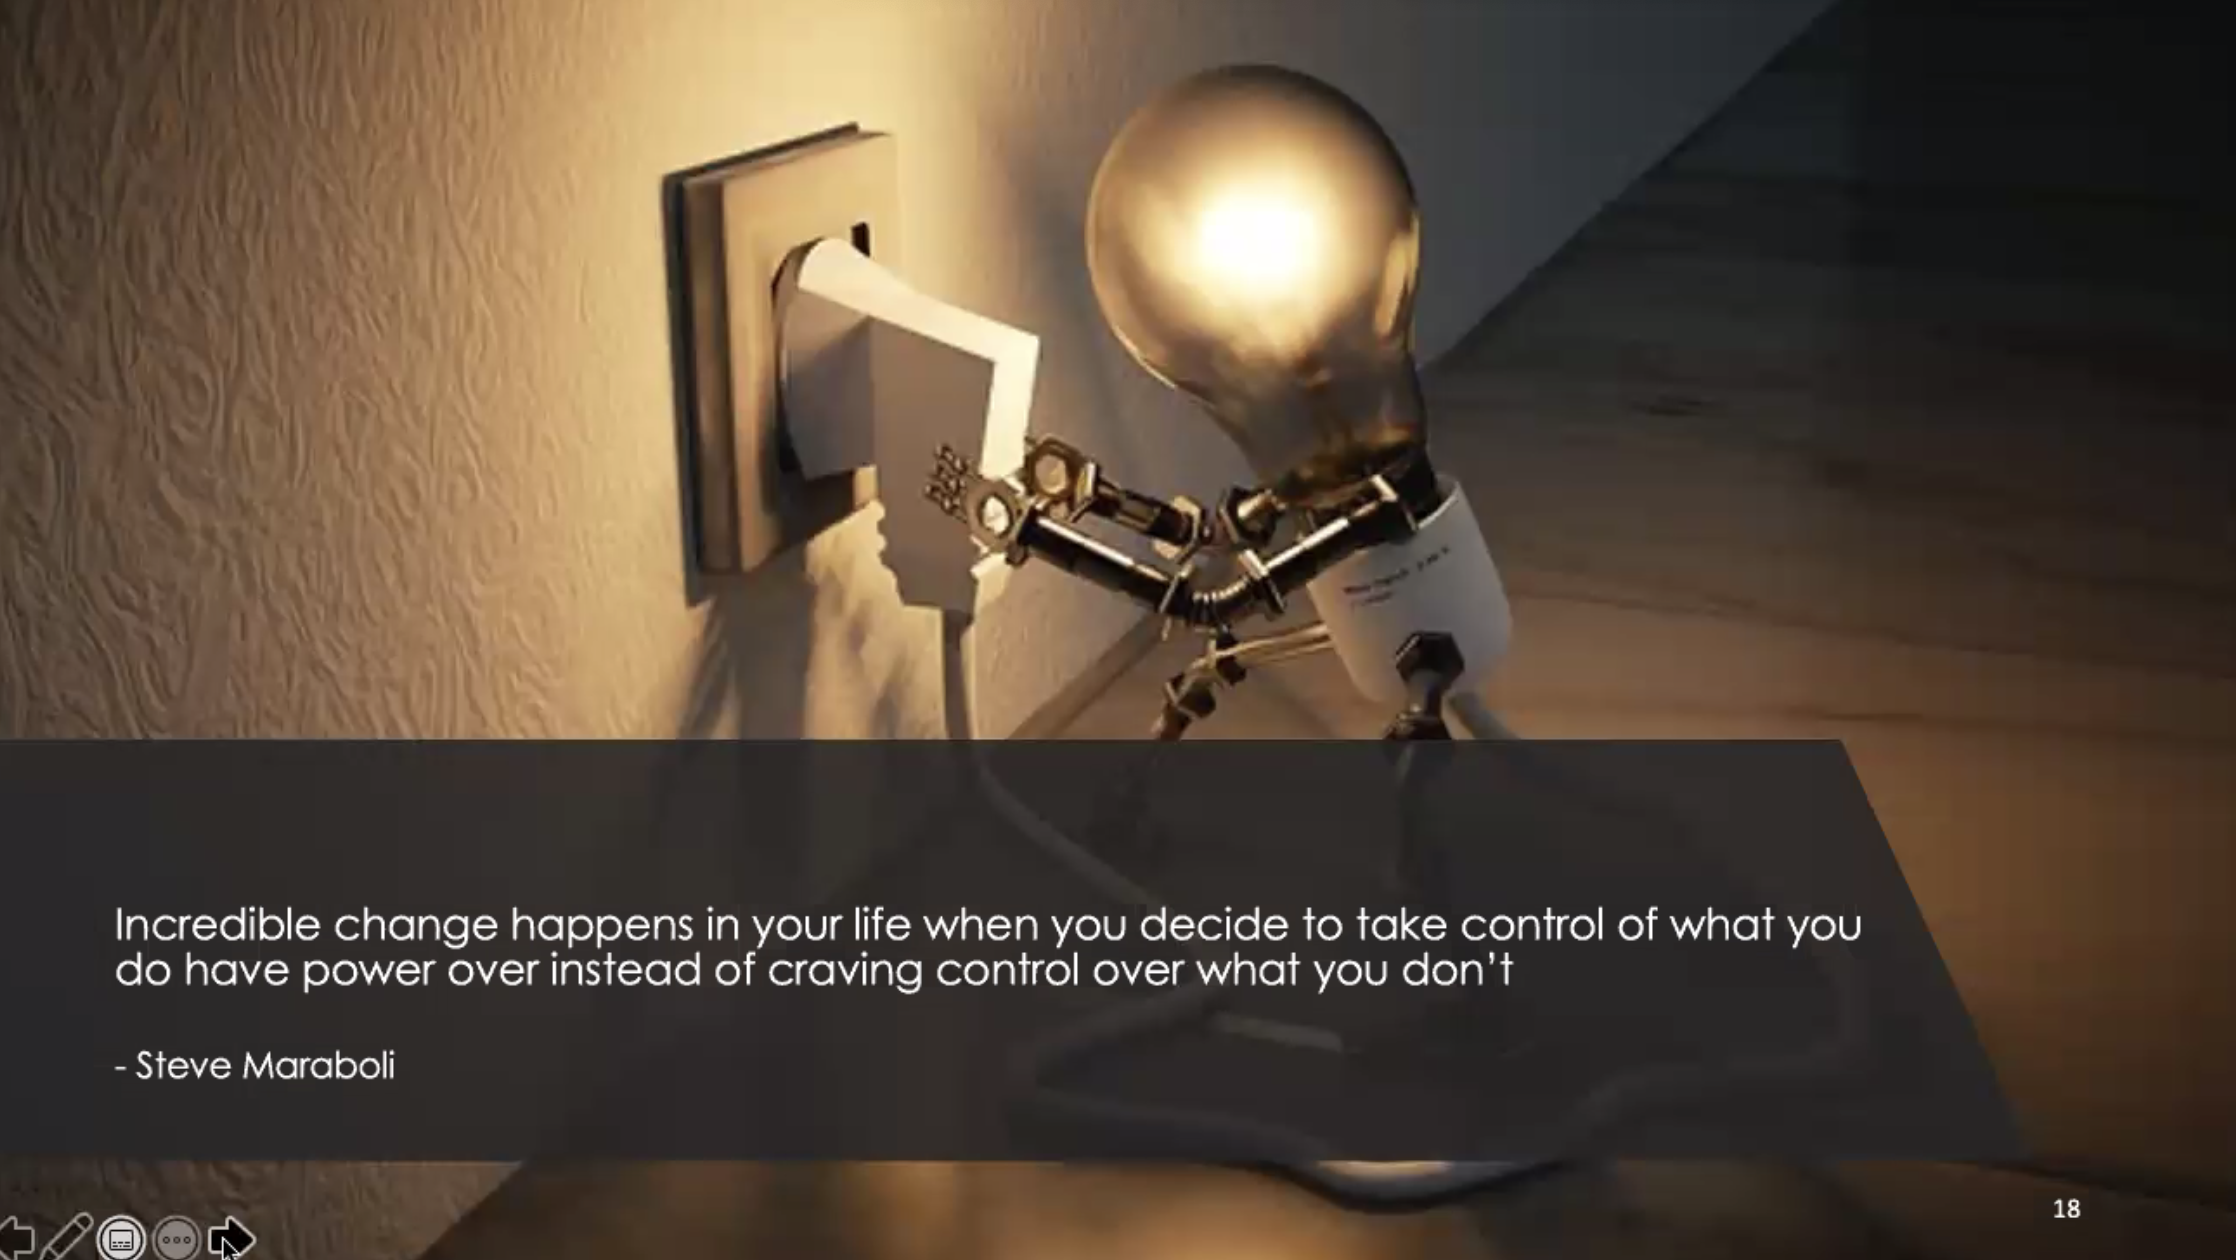 Incredible change happens in your life when you decide to take control of what you
do have power over instead of craving control over what you don’t
- Steve Maraboli
18